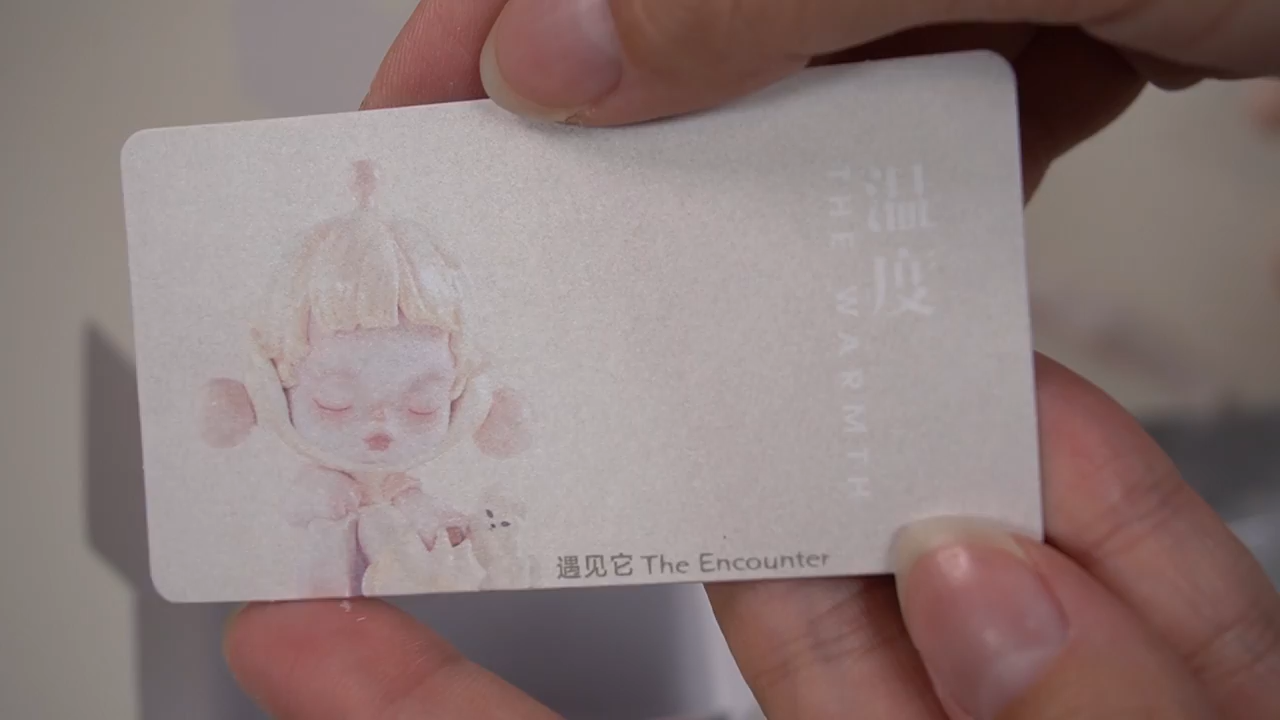 温度
THE WARMTH
遇见它 The Encounter